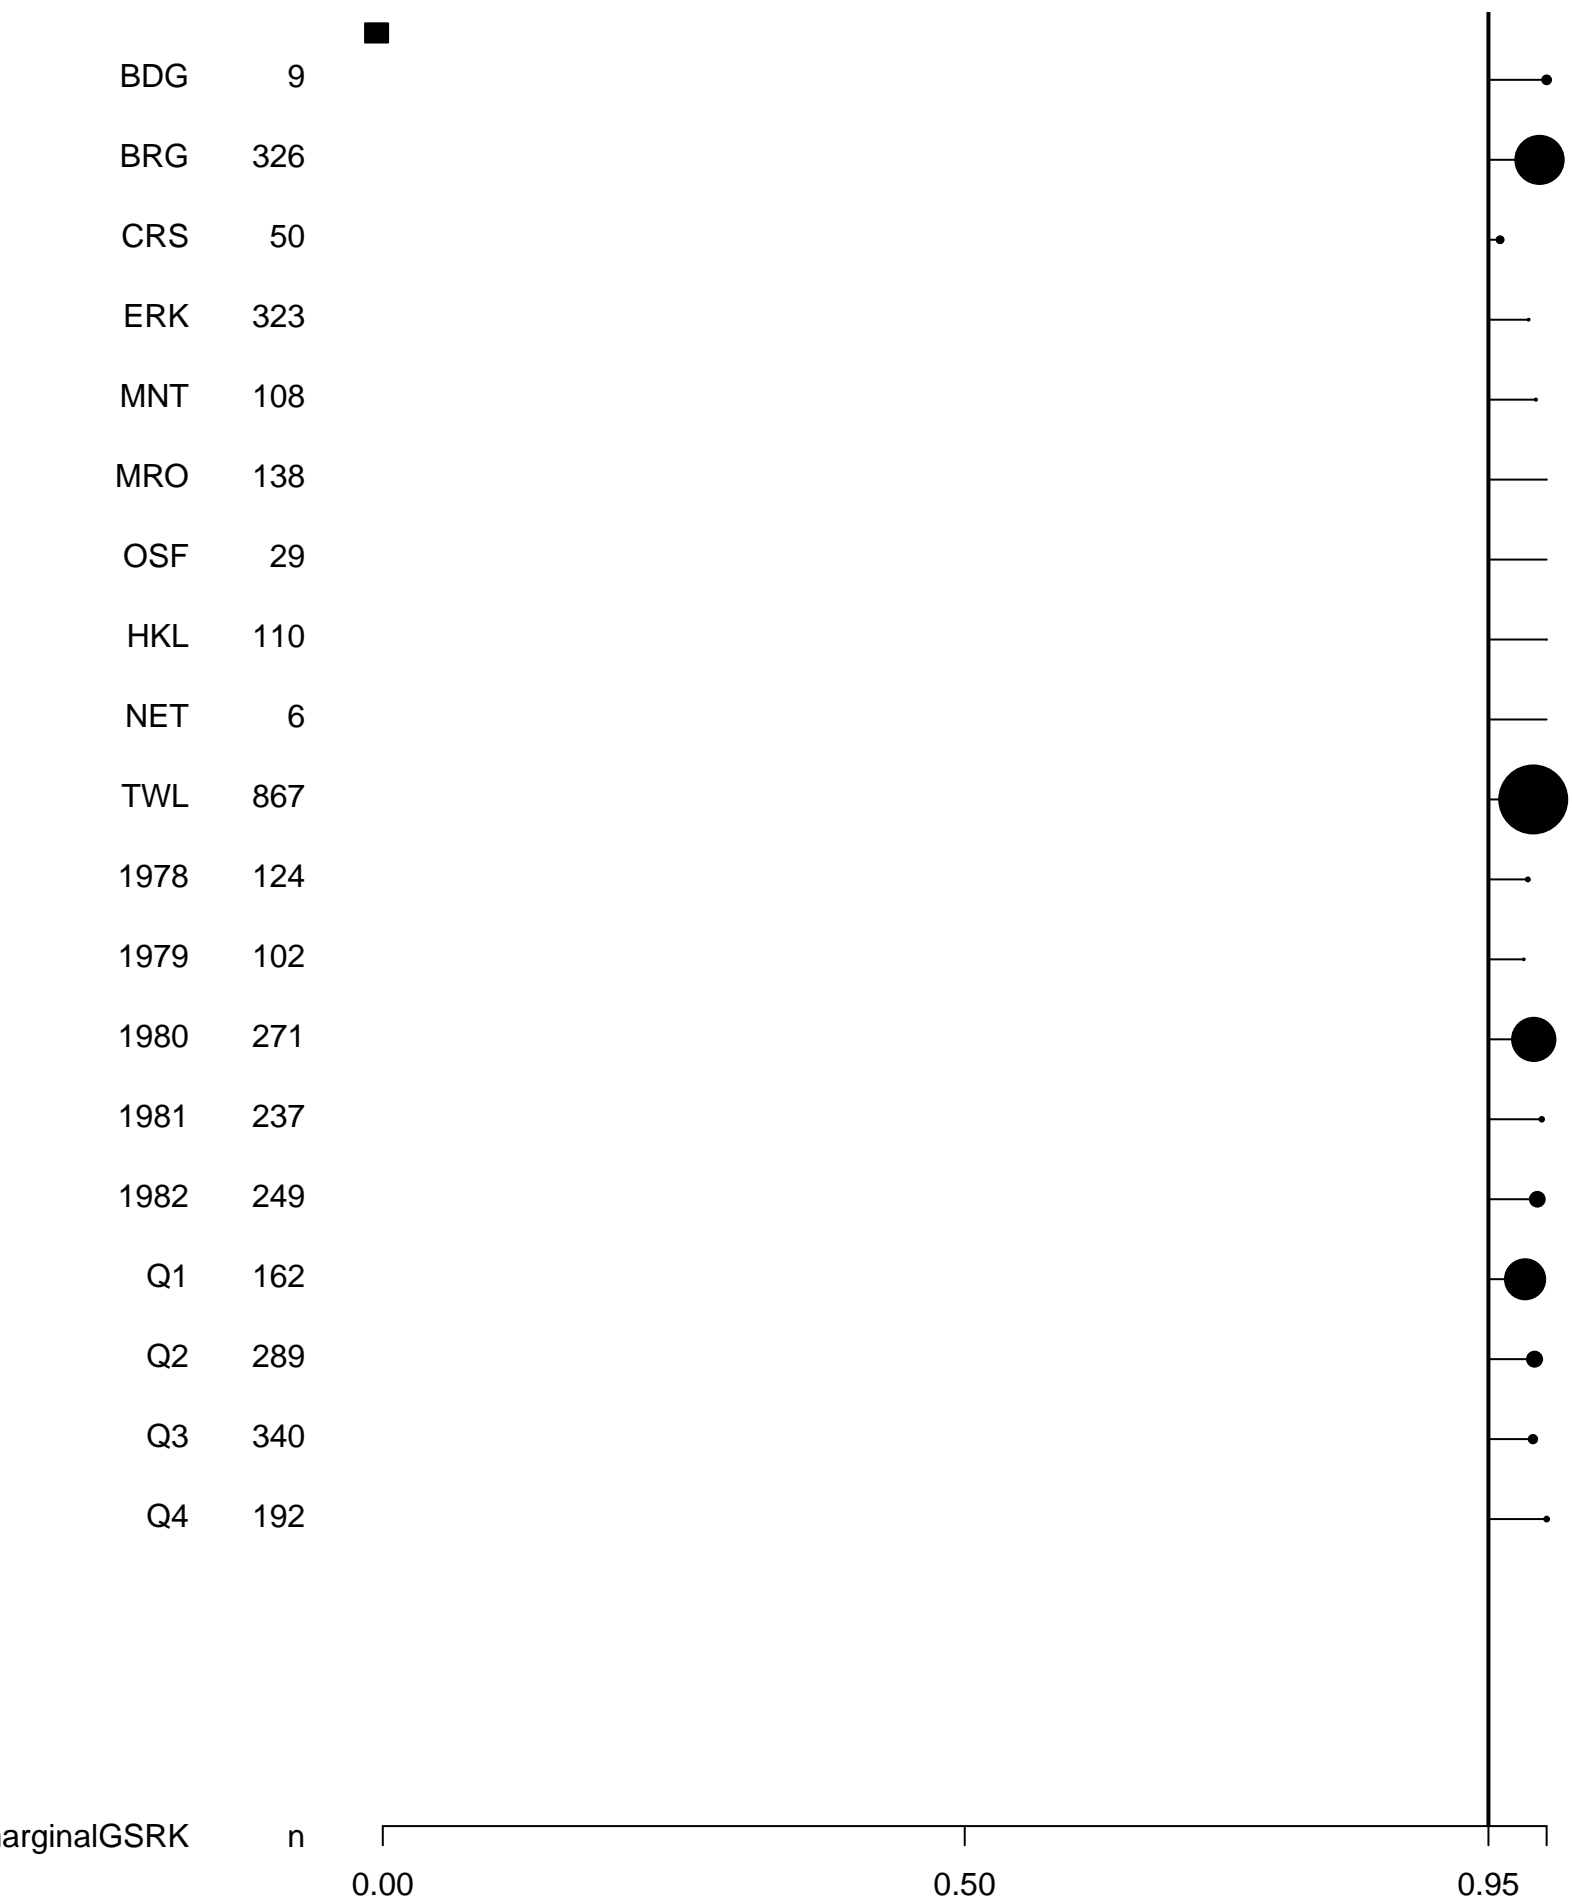 BDG 9
BRG 326
CRS 50
ERK 323
MNT 108
MRO 138
OSF 29
HKL 110
NET 6
TWL 867
1978 124
1979 102
1980 271
1981 237
1982 249
Q1 162
Q2 289
Q3 340
Q4 192
arginalGSRK n
0.00 0.50 0.95